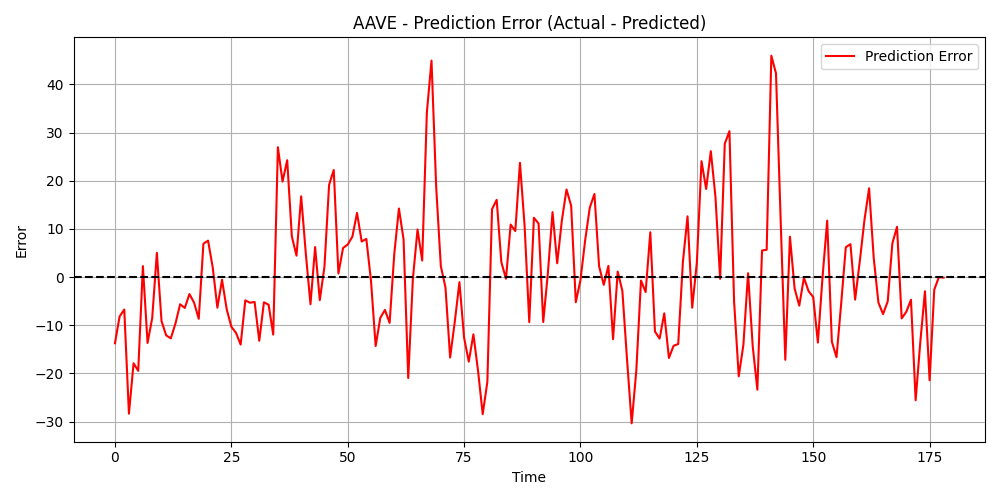 AAVE - Prediction Error (Actual - Predicted)
Prediction Error
Error
40
30
20
10
0
−10
−20
−30
0 25 50 75 100 125 150 175
Time